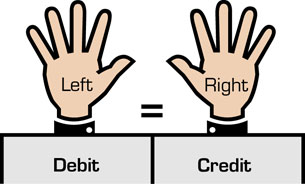 Left = Right
Debit Credit